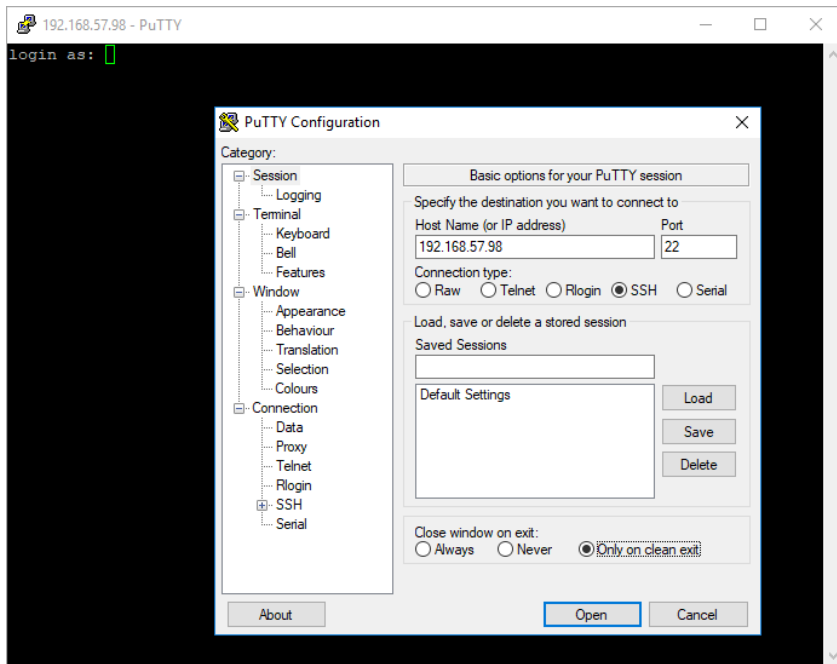 192.168.57.98 - PuTTY
login as:
PuTTY Configuration
Category:
Session
Logging
Terminal
Keyboard
Bell
Features
Window
Appearance
Behaviour
Translation
Selection
Colours
Connection
Data
Proxy
Telnet
Rlogin
SSH
Serial
Basic options for your PuTTY session
Specify the destination you want to connect to
Host Name (or IP address) Port
192.168.57.98 22
Connection type:
Raw Telnet Rlogin SSH Serial
Load, save or delete a stored session
Saved Sessions
Default Settings
Load
Save
Delete
Close window on exit:
Always Never Only on clean exit
About Open Cancel